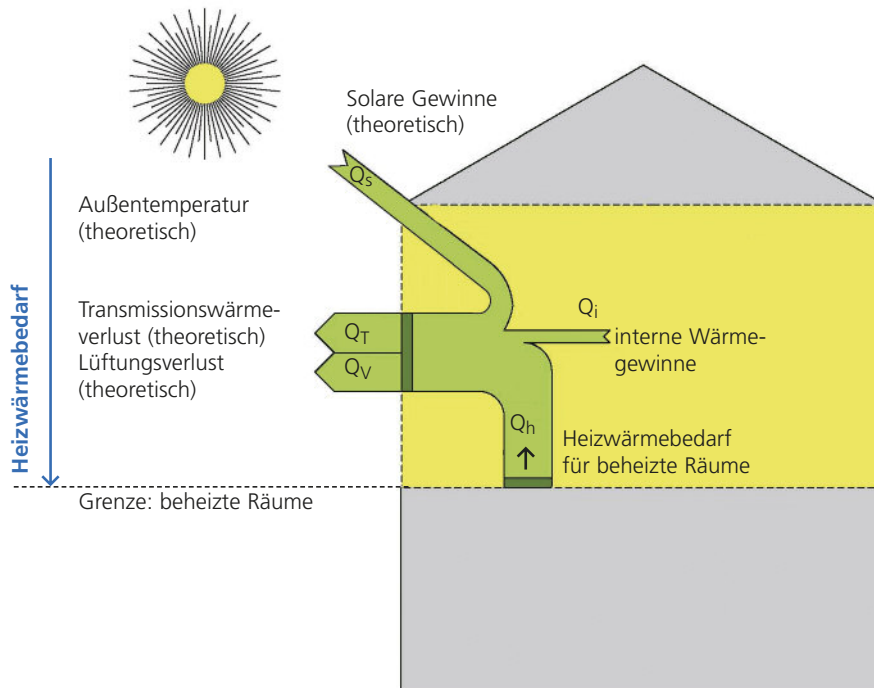 Solare Gewinne
(theoretisch)
Qs
Außentemperatur
(theoretisch)
Heizwärmebedarf
Transmissionswärme-
verlust (theoretisch)
Lüftungsverlust
(theoretisch)
QT
QV
Qi
interne Wärme-
gewinne
Qh
Heizwärmebedarf
für beheizte Räume
Grenze: beheizte Räume